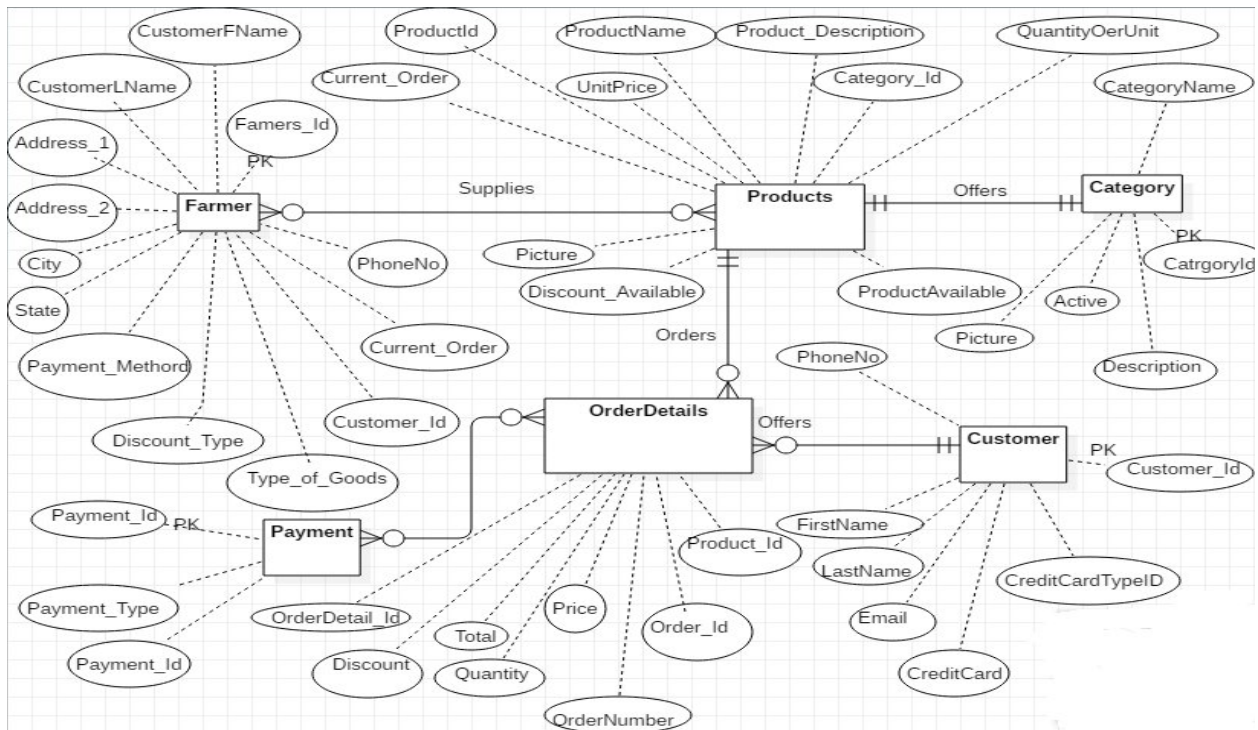 CustomerFName
ProductId
ProductName
Product_Description
QuantityOerUnit
CustomerLName
Current_Order
UnitPrice
Category_Id
CategoryName
Address_1
Famers_Id
PK
Supplies
Products
Offers
Category
Farmer
Address_2
PK
City
PhoneNo.
Picture
CatrgoryId
Discount_Available
ProductAvailable
Active
State
Orders
Picture
Payment_Methord
Current_Order
PhoneNo.
Description
Customer_Id
OrderDetails
Offers
Discount_Type
Customer
PK
Customer_Id
Type_of_Goods
Payment_Id
PK
Payment
FirstName
Product_Id
LastName
CreditCardTypeID
Payment_Type
OrderDetail_Id
Price
Email
Total
Order_Id
Payment_Id
Discount
Quantity
CreditCard
OrderNumber